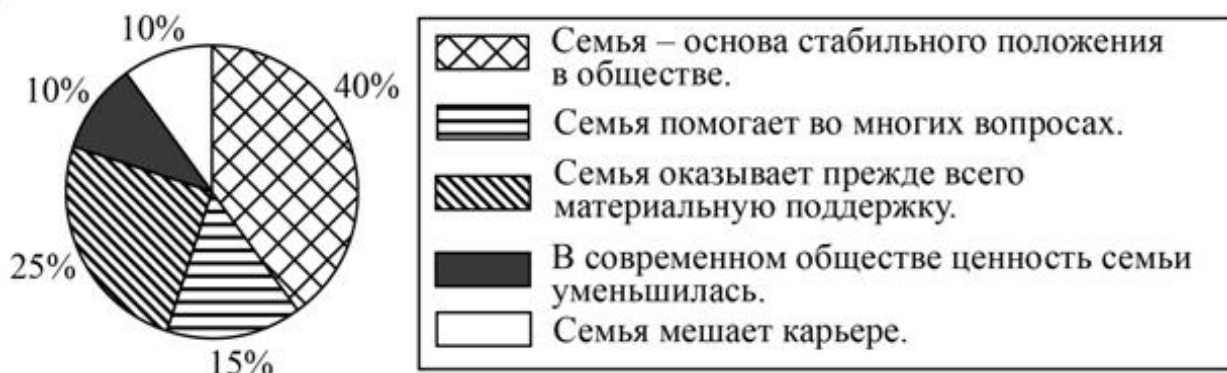 10%
10%
40%
25%
15%
Семья – основа стабильного положения
в обществе.
Семья помогает во многих вопросах.
Семья оказывает прежде всего
материальную поддержку.
В современном обществе ценность семьи
уменьшилась.
Семья мешает карьере.